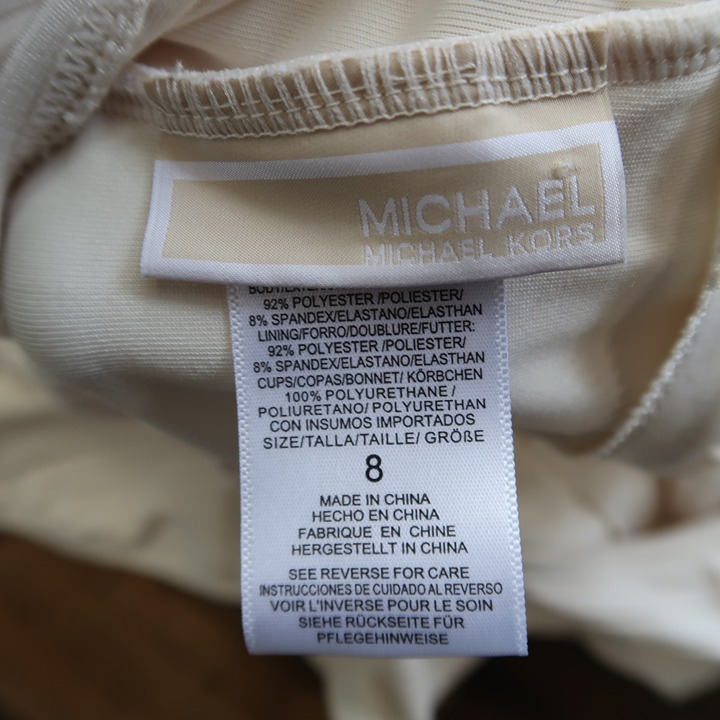 MICHAEL
MICHAEL KORS
92% POLYESTER /POLIESTER/
8% SPANDEX/ELASTANO/ELASTHAN
LINING/FORRO/DOUBLURE/FUTTER:
92% POLYESTER /POLIESTER/
8% SPANDEX/ELASTANO/ELASTHAN
CUPS/COPAS/BONNET/ KÖRBCHEN
100% POLYURETHANE /
POLIURETANO/ POLYURETHAN
CON INSUMOS IMPORTADOS
SIZE/TALLA/TAILLE/ GRÖßE
8
MADE IN CHINA
HECHO EN CHINA
FABRIQUE EN CHINE
HERGESTELLT IN CHINA
SEE REVERSE FOR CARE
INSTRUCCIONES DE CUIDADO AL REVERSO
VOIR L'INVERSE POUR LE SOIN
SIEHE RÜCKSEITE FÜR
PFLEGEHINWEISE